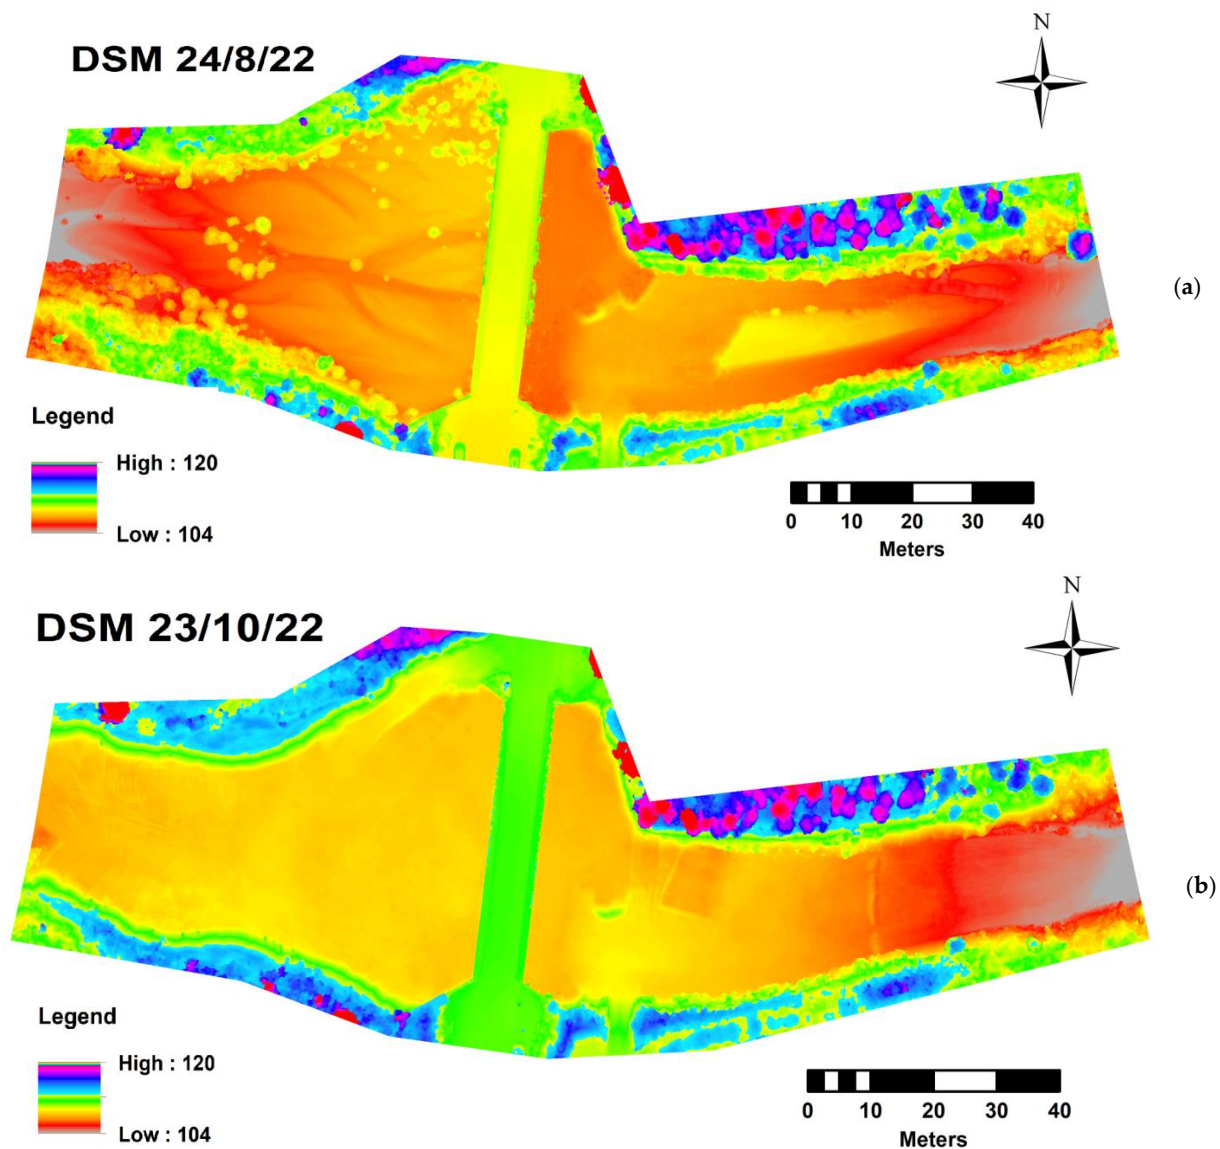 DSM 24/8/22
N
(a)
Legend
High : 120
Low : 104
0 10 20 30 40
Meters
DSM 23/10/22
N
(b)
Legend
High : 120
Low : 104
0 10 20 30 40
Meters